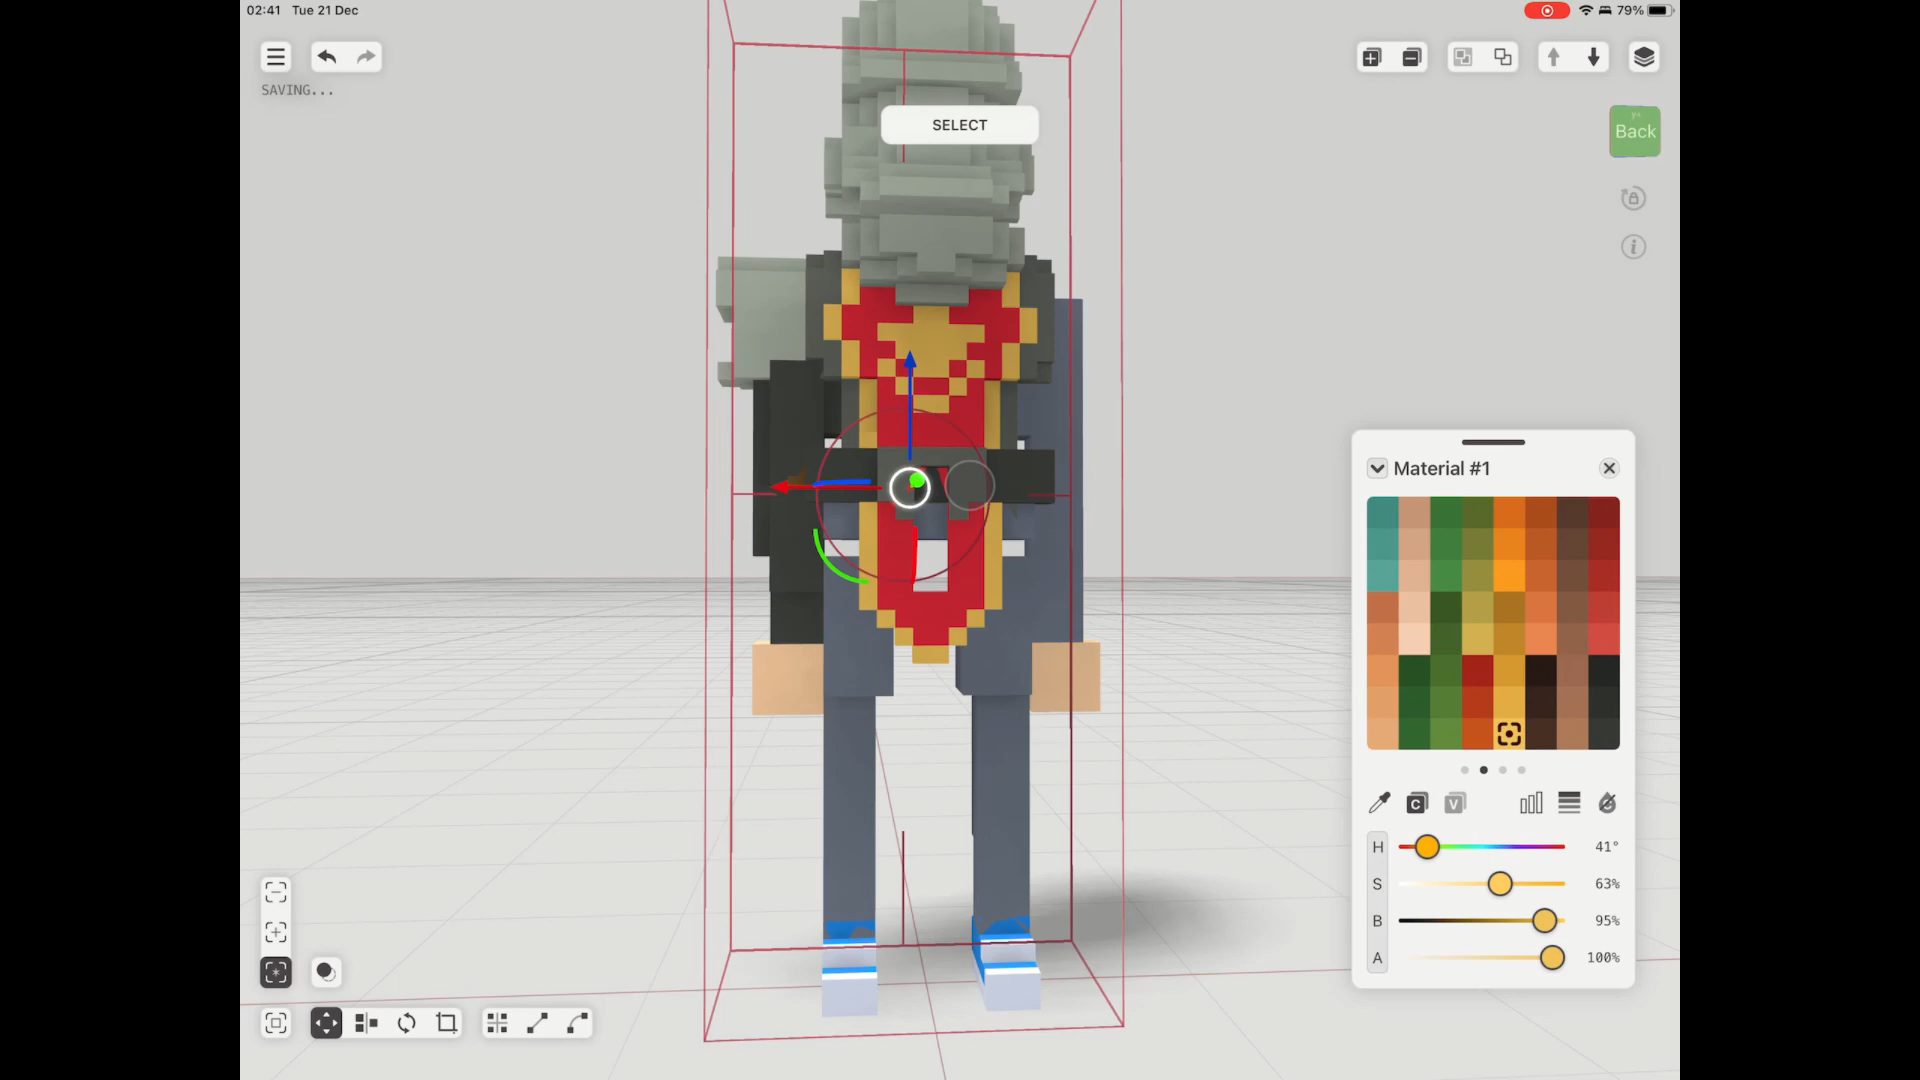 02:41 Tue 21 Dec
79%
SAVING...
SELECT
Back
Material #1
C V
H 41°
S 63%
B 95%
A 100%